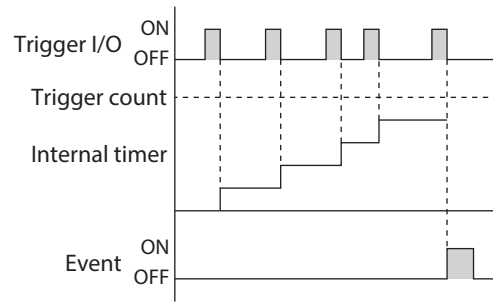 ON
Trigger I/O
OFF
Trigger count
Internal timer
ON
Event
OFF